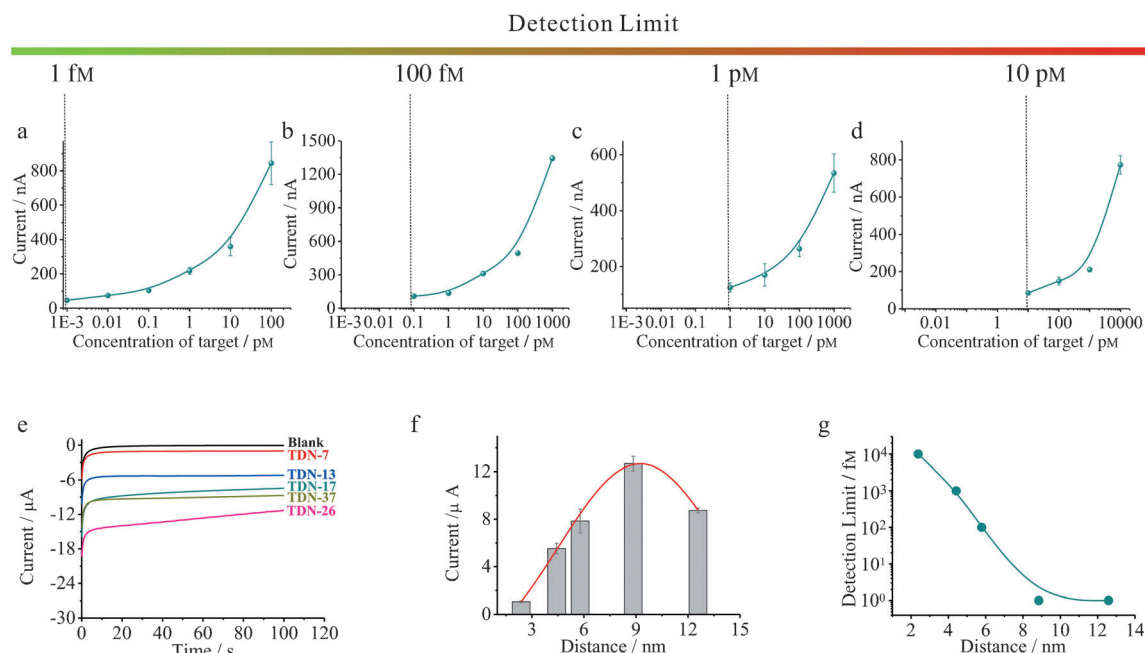 Detection Limit
1 fM
100 fM
1 pM
10 pM
a
b
c
d
Current / nA
800
600
400
200
0
1E-3 0.01 0.1 1 10 100
Concentration of target / pM
Current / nA
1500
1200
900
600
300
0
1E-3 0.01 0.1 1 10 100 1000
Concentration of target / pM
Current / nA
600
400
200
1E-3 0.01 0.1 1 10 100 1000
Concentration of target / pM
Current / nA
800
600
400
200
0
0.01 1 100 10000
Concentration of target / pM
e
Current / μA
0
-6
-12
-18
-24
-30
Blank
TDN-7
TDN-13
TDN-17
TDN-37
TDN-26
0 20 40 60 80 100 120
Time / s
f
Current /μ A
12
8
4
0
3 6 9 12 15
Distance / nm
g
Detection Limit / fM
10⁴
10³
10²
10¹
10⁰
2 4 6 8 10 12 14
Distance / nm